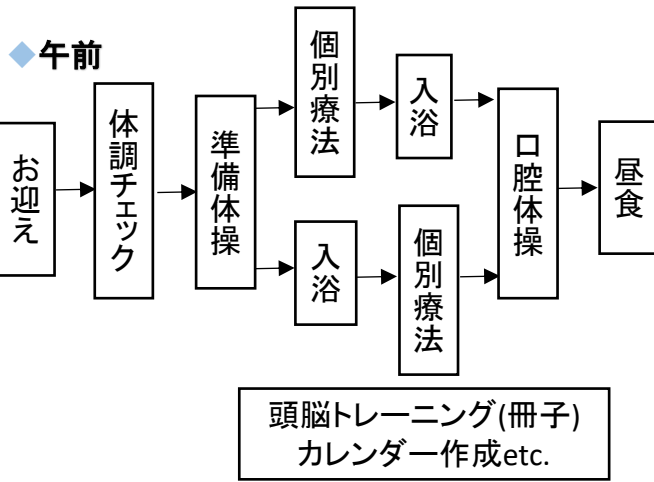 ◆午前
お迎え
体調チェック
準備体操
個別療法
入浴
入浴
個別療法
口腔体操
昼食
頭脳トレーニング(冊子)
カレンダー作成etc.